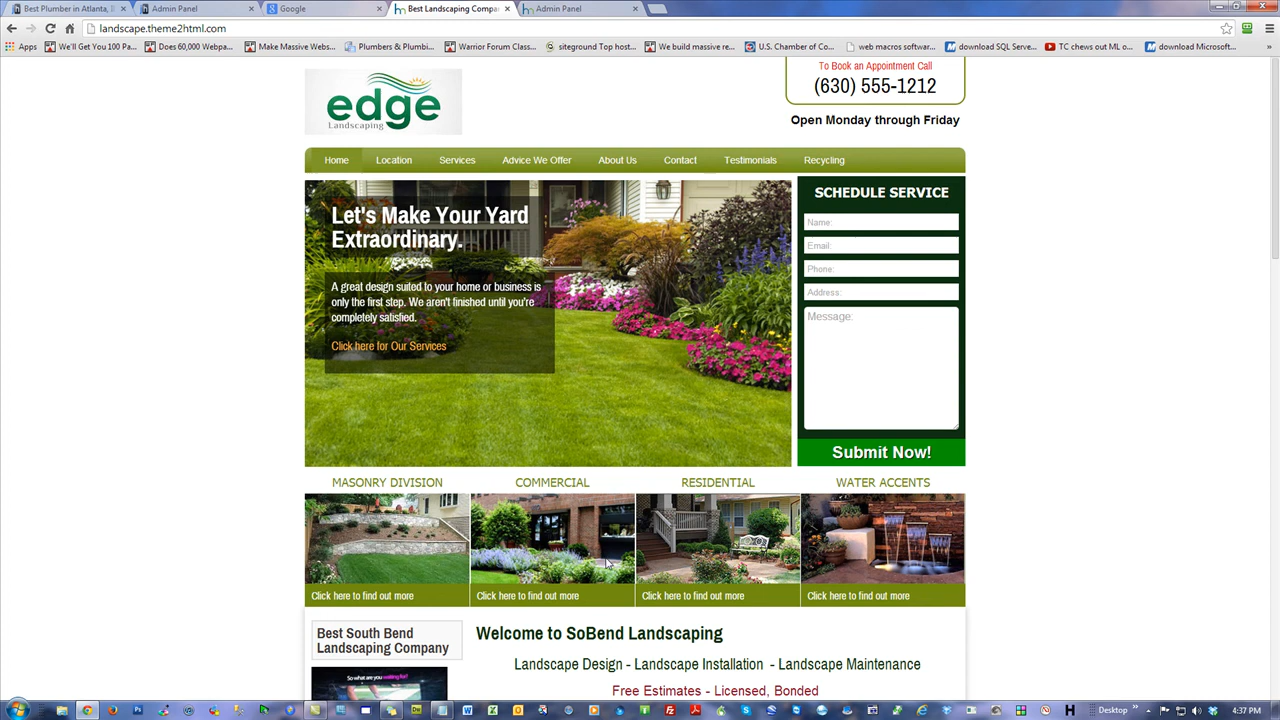 Best Plumber in Atlanta, I
Admin Panel
Google
Best Landscaping Compa
Admin Panel
landscape.theme2html.com
Apps
We'll Get You 100 Pa...
Does 60,000 Webpa...
Make Massive Webs...
Plumbers & Plumbi...
Warrior Forum Class...
siteground Top host...
We build massive re...
U.S. Chamber of Co...
web macros softwar...
download SQL Serve...
TC chews out ML o...
download Microsoft...
edge
Landscaping
To Book an Appointment Call
(630) 555-1212
Open Monday through Friday
Home
Location
Services
Advice We Offer
About Us
Contact
Testimonials
Recycling
Let's Make Your Yard
Extraordinary.
A great design suited to your home or business is
only the first step. We aren't finished until you're
completely satisfied.
Click here for Our Services
SCHEDULE SERVICE
Name:
Email:
Phone:
Address:
Message:
Submit Now!
MASONRY DIVISION
COMMERCIAL
RESIDENTIAL
WATER ACCENTS
Click here to find out more
Click here to find out more
Click here to find out more
Click here to find out more
Best South Bend
Landscaping Company
So what are you waiting for?
Welcome to SoBend Landscaping
Landscape Design - Landscape Installation - Landscape Maintenance
Free Estimates - Licensed, Bonded
Desktop
4:37 PM